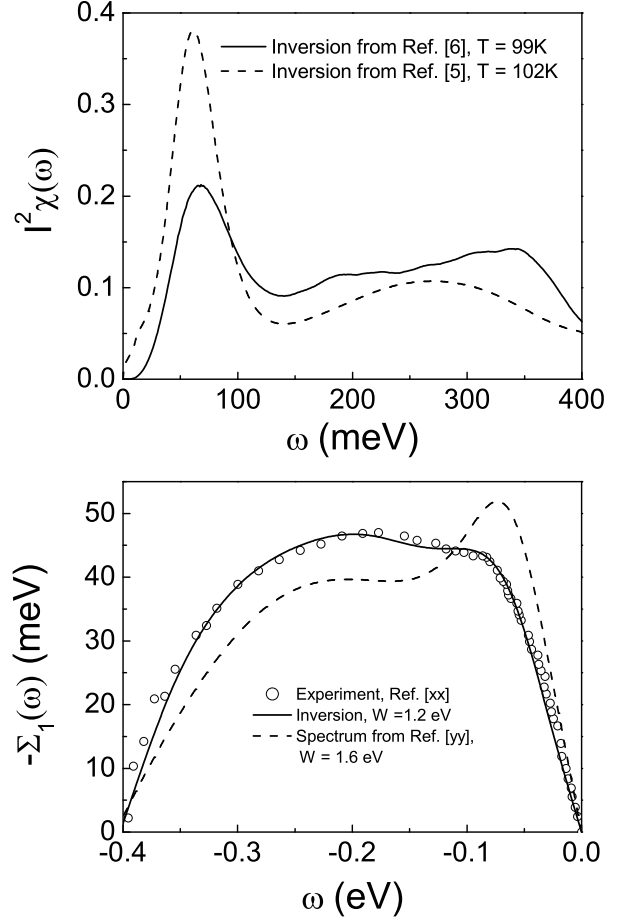 0.4
0.3
0.2
0.1
0.0
I²χ(ω)
Inversion from Ref. [6], T = 99K
Inversion from Ref. [5], T = 102K
0 100 200 300 400
ω (meV)
50
40
30
20
10
0
-Σ₁(ω) (meV)
Experiment, Ref. [xx]
Inversion, W =1.2 eV
Spectrum from Ref. [yy],
W = 1.6 eV
-0.4 -0.3 -0.2 -0.1 0.0
ω (eV)